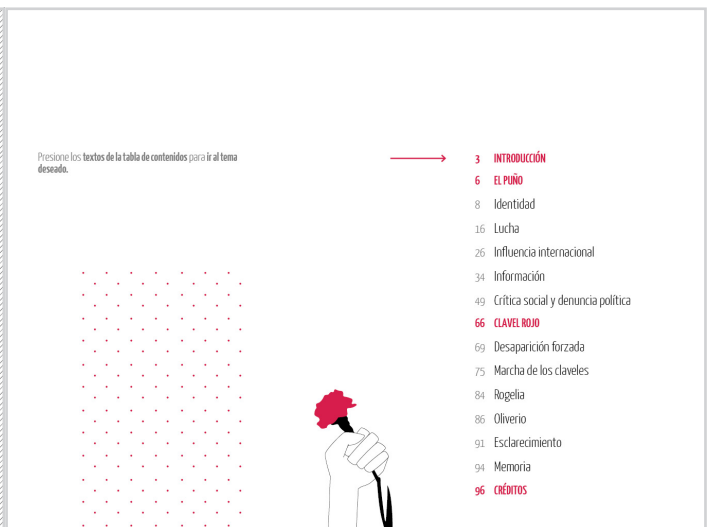 Presione los textos de la tabla de contenidos para ir al tema
deseado.
3 INTRODUCCIÓN
6 EL PUÑO
8 Identidad
16 Lucha
26 Influencia internacional
34 Información
49 Crítica social y denuncia política
66 CLAVEL ROJO
69 Desaparición forzada
75 Marcha de los claveles
84 Rogelia
86 Oliverio
91 Esclarecimiento
94 Memoria
96 CRÉDITOS